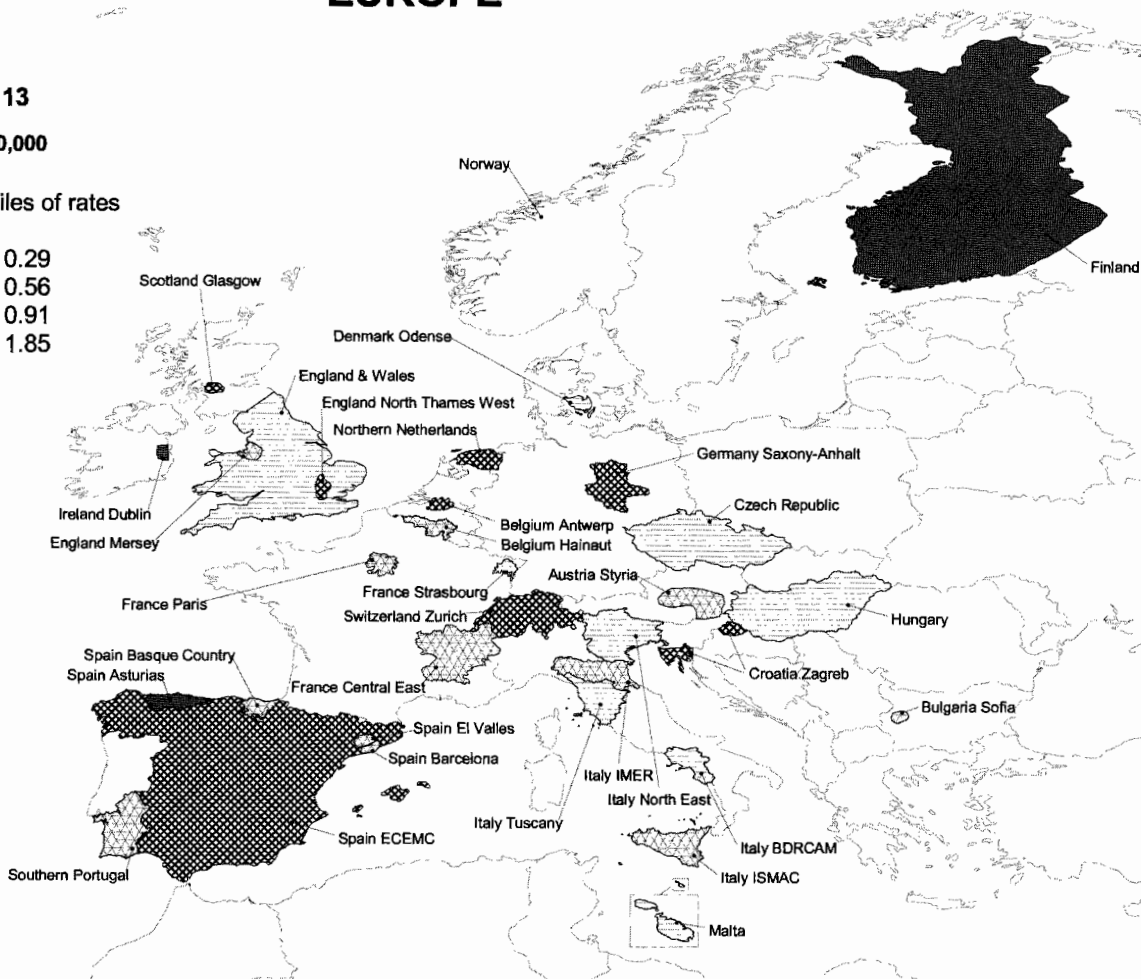 EUROPE
13
0,000
iles of rates
0.29
0.56
0.91
1.85
Norway
Finland
Scotland Glasgow
Denmark Odense
England & Wales
England North Thames West
Northern Netherlands
Germany Saxony-Anhalt
Czech Republic
Ireland Dublin
Belgium Antwerp
England Mersey
Belgium Hainaut
Austria Styria
France Strasbourg
France Paris
Switzerland Zurich
Hungary
Spain Basque Country
Spain Asturias
Croatia Zagreb
France Central East
Bulgaria Sofia
Spain El Valles
Spain Barcelona
Italy IMER
Italy North East
Italy Tuscany
Spain ECEMC
Italy BDRCAM
Southern Portugal
Italy ISMAC
Malta